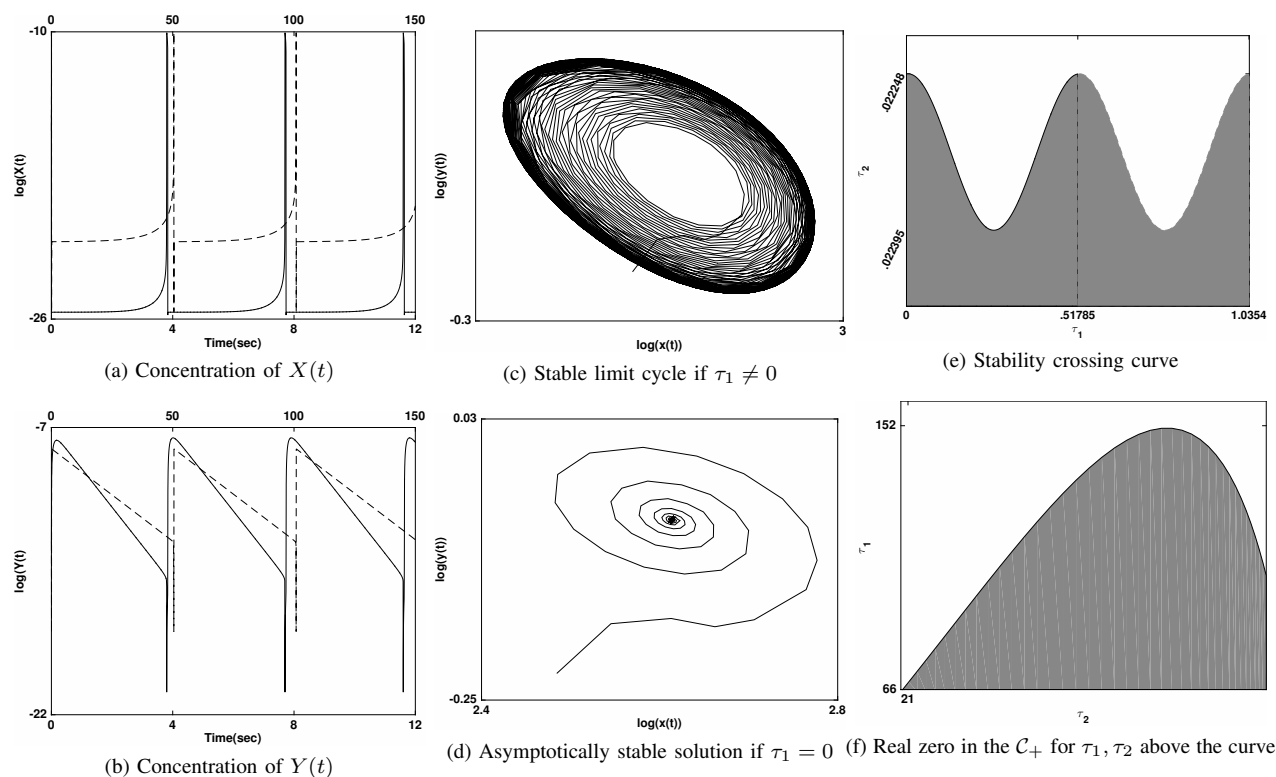 0 50 100 150
-10
log(X(t)
-26
0 4 8 12
Time(sec)
(a) Concentration of X(t)
0 50 100 150
-7
log(Y(t)
-22
0 4 8 12
Time(sec)
(b) Concentration of Y(t)
log(y(t))
-0.3
3
log(x(t))
(c) Stable limit cycle if τ1 ≠ 0
0.03
log(y(t))
-0.25
2.4 2.8
log(x(t))
(d) Asymptotically stable solution if τ1 = 0
.022248
τ2
.022395
0 .51785 1.0354
τ1
(e) Stability crossing curve
152
τ1
66
21
τ2
(f) Real zero in the C+ for τ1, τ2 above the curve